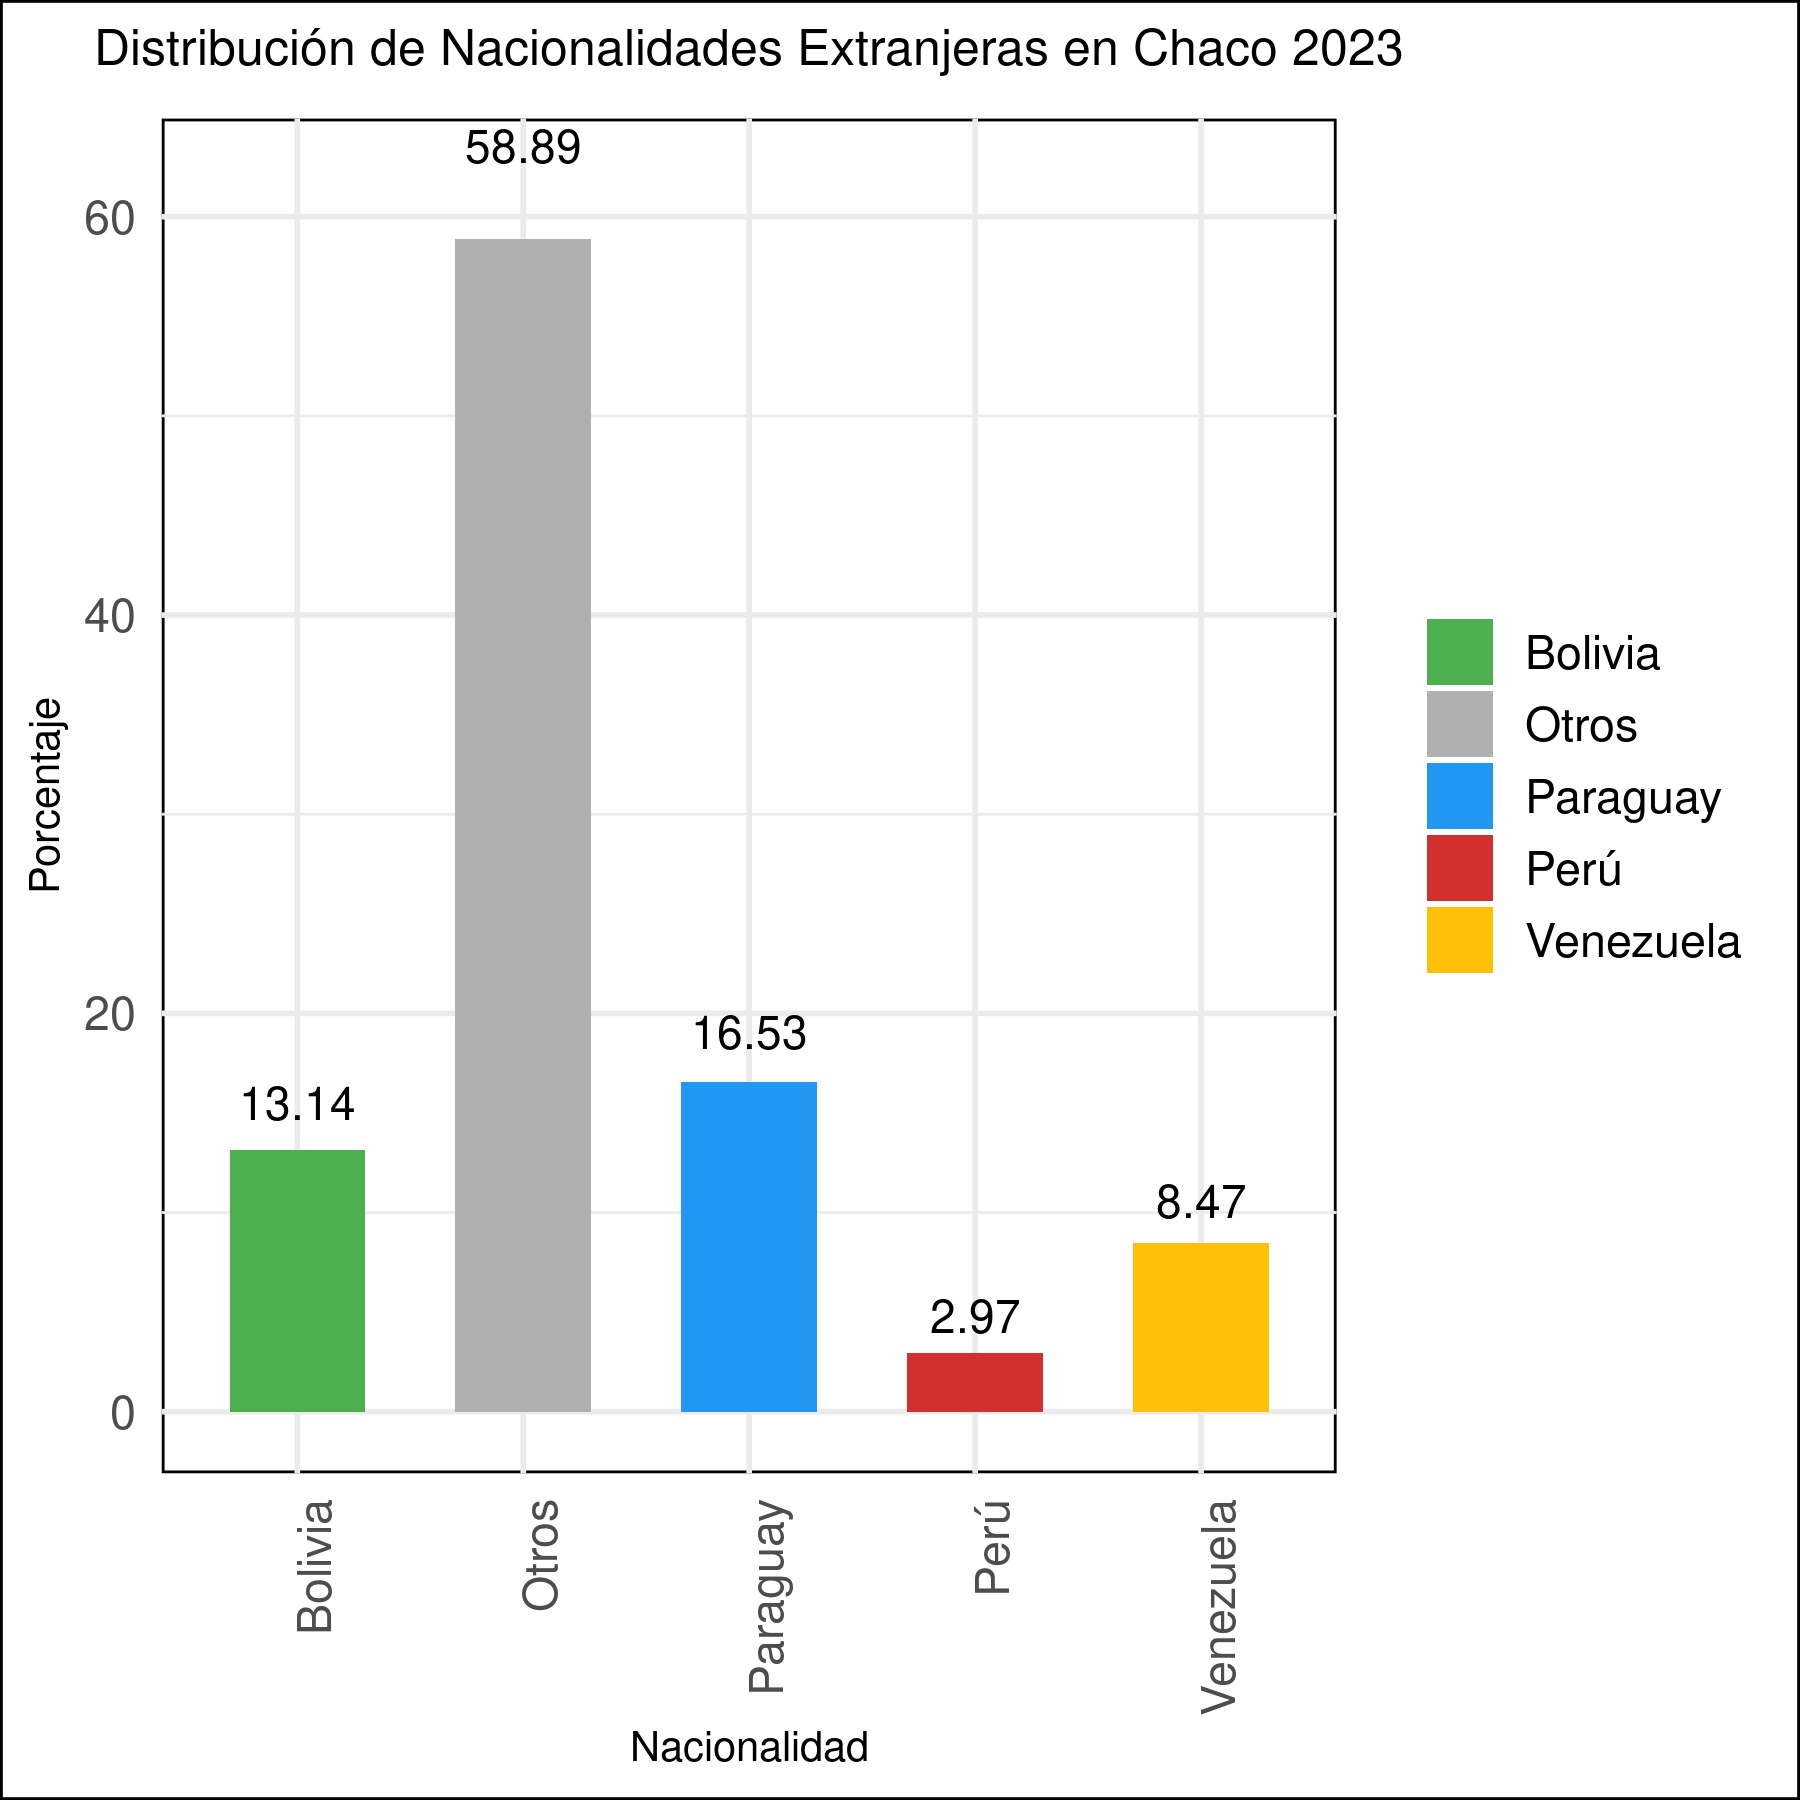 Distribución de Nacionalidades Extranjeras en Chaco 2023
58.89
60
40
20
0
Porcentaje
13.14
16.53
2.97
8.47
Bolivia
Otros
Paraguay
Perú
Venezuela
Nacionalidad
Bolivia
Otros
Paraguay
Perú
Venezuela